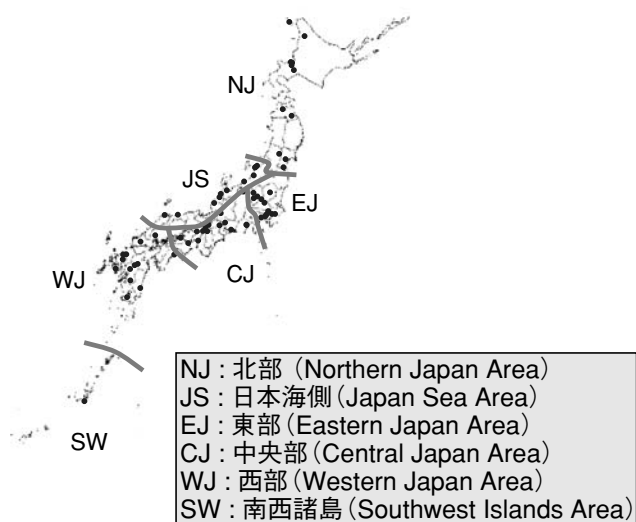 NJ
JS
EJ
CJ
WJ
SW
NJ : 北部 (Northern Japan Area)
JS : 日本海側 (Japan Sea Area)
EJ : 東部 (Eastern Japan Area)
CJ : 中央部 (Central Japan Area)
WJ : 西部 (Western Japan Area)
SW : 南西諸島 (Southwest Islands Area)